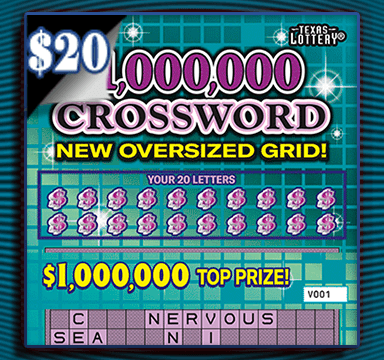 TEXAS
LOTTERY®
$20
1,000,000
CROSSWORD
NEW OVERSIZED GRID!
YOUR 20 LETTERS
$ $ $ $ $ $ $ $ $ $
$ $ $ $ $ $ $ $ $ $
$1,000,000 TOP PRIZE!
V001
C NERVOUS
SEA N I